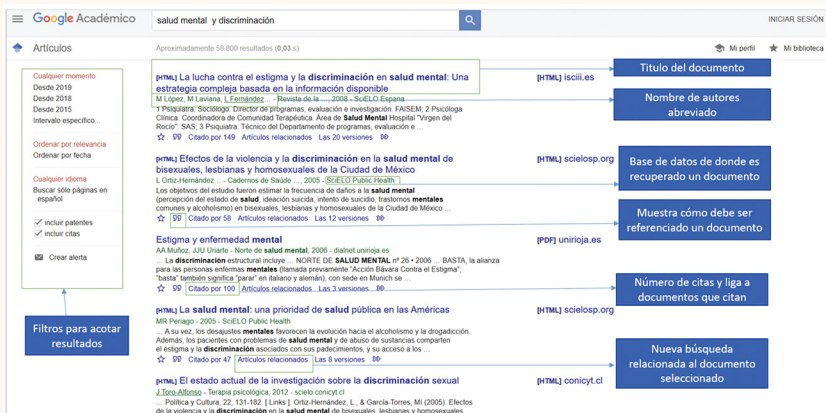 Google Académico
salud mental y discriminación
INICIAR SESIÓN
Artículos
Aproximadamente 58.800 resultados (0,03 s)
Mi perfil
Mi biblioteca
Cualquier momento
Desde 2019
Desde 2018
Desde 2015
Intervalo específico...
Ordenar por relevancia
Ordenar por fecha
Cualquier idioma
Buscar sólo páginas en
español
incluir patentes
incluir citas
Crear alerta
Filtros para acotar
resultados
[HTML] La lucha contra el estigma y la discriminación en salud mental: Una
estrategia compleja basada en la información disponible
M López, M Laviana, L Fernández... - Revista de la ..., 2008 - SciELO Espana
1 Psiquiatra. Sociólogo. Director de programas, evaluación e investigación. FAISEM; 2 Psicóloga
Clínica. Coordinadora de Comunidad Terapéutica. Área de Salud Mental Hospital "Virgen del
Rocío". SAS; 3 Psiquiatra. Técnico del Departamento de programas, evaluación e ...
Citado por 149 Artículos relacionados Las 20 versiones
[HTML] isciii.es
[HTML] Efectos de la violencia y la discriminación en la salud mental de
bisexuales, lesbianas y homosexuales de la Ciudad de México
L Ortiz-Hernández... - Cadernos de Saúde ..., 2005 - SciELO Public Health
Los objetivos del estudio fueron estimar la frecuencia de daños a la salud mental
(percepción del estado de salud, ideación suicida, intento de suicidio, trastornos mentales
comunes y alcoholismo) en bisexuales, lesbianas y homosexuales de la Ciudad de México ...
Citado por 58 Artículos relacionados Las 12 versiones
[HTML] scielosp.org
Estigma y enfermedad mental
AA Muñoz, JJU Uriarte - Norte de salud mental, 2006 - dialnet.unirioja.es
... La discriminación estructural incluye ... NORTE DE SALUD MENTAL nº 26 • 2006 ... BASTA, la alianza
para las personas enfermas mentales (llamada previamente "Acción Bávara Contra el Estigma",
"basta" también significa "parar" en italiano y alemán), con sede en Munich se ...
Citado por 100 Artículos relacionados Las 3 versiones
[PDF] unirioja.es
[HTML] La salud mental: una prioridad de salud pública en las Américas
MR Periago - 2005 - SciELO Public Health
... A su vez, los desajustes mentales favorecen la evolución hacia el alcoholismo y la drogadicción.
Además, los pacientes con problemas de salud mental y de abuso de sustancias comparten
el estigma y la discriminación asociados con sus padecimientos, y su acceso a los ...
Citado por 47 Artículos relacionados Las 8 versiones
[HTML] scielosp.org
[HTML] El estado actual de la investigación sobre la discriminación sexual
J Toro-Alfonso - Terapia psicológica, 2012 - scielo.conicyt.cl
... Política y Cultura, 22, 131-182. [ Links ]. Ortiz-Hernández, L., & García-Torres, MI (2005). Efectos
de la violencia y la discriminación en la salud mental de bisexuales, lesbianas y homosexuales
[HTML] conicyt.cl
Titulo del documento
Nombre de autores
abreviado
Base de datos de donde es
recuperado un documento
Muestra cómo debe ser
referenciado un documento
Número de citas y liga a
documentos que citan
Nueva búsqueda
relacionada al documento
seleccionado